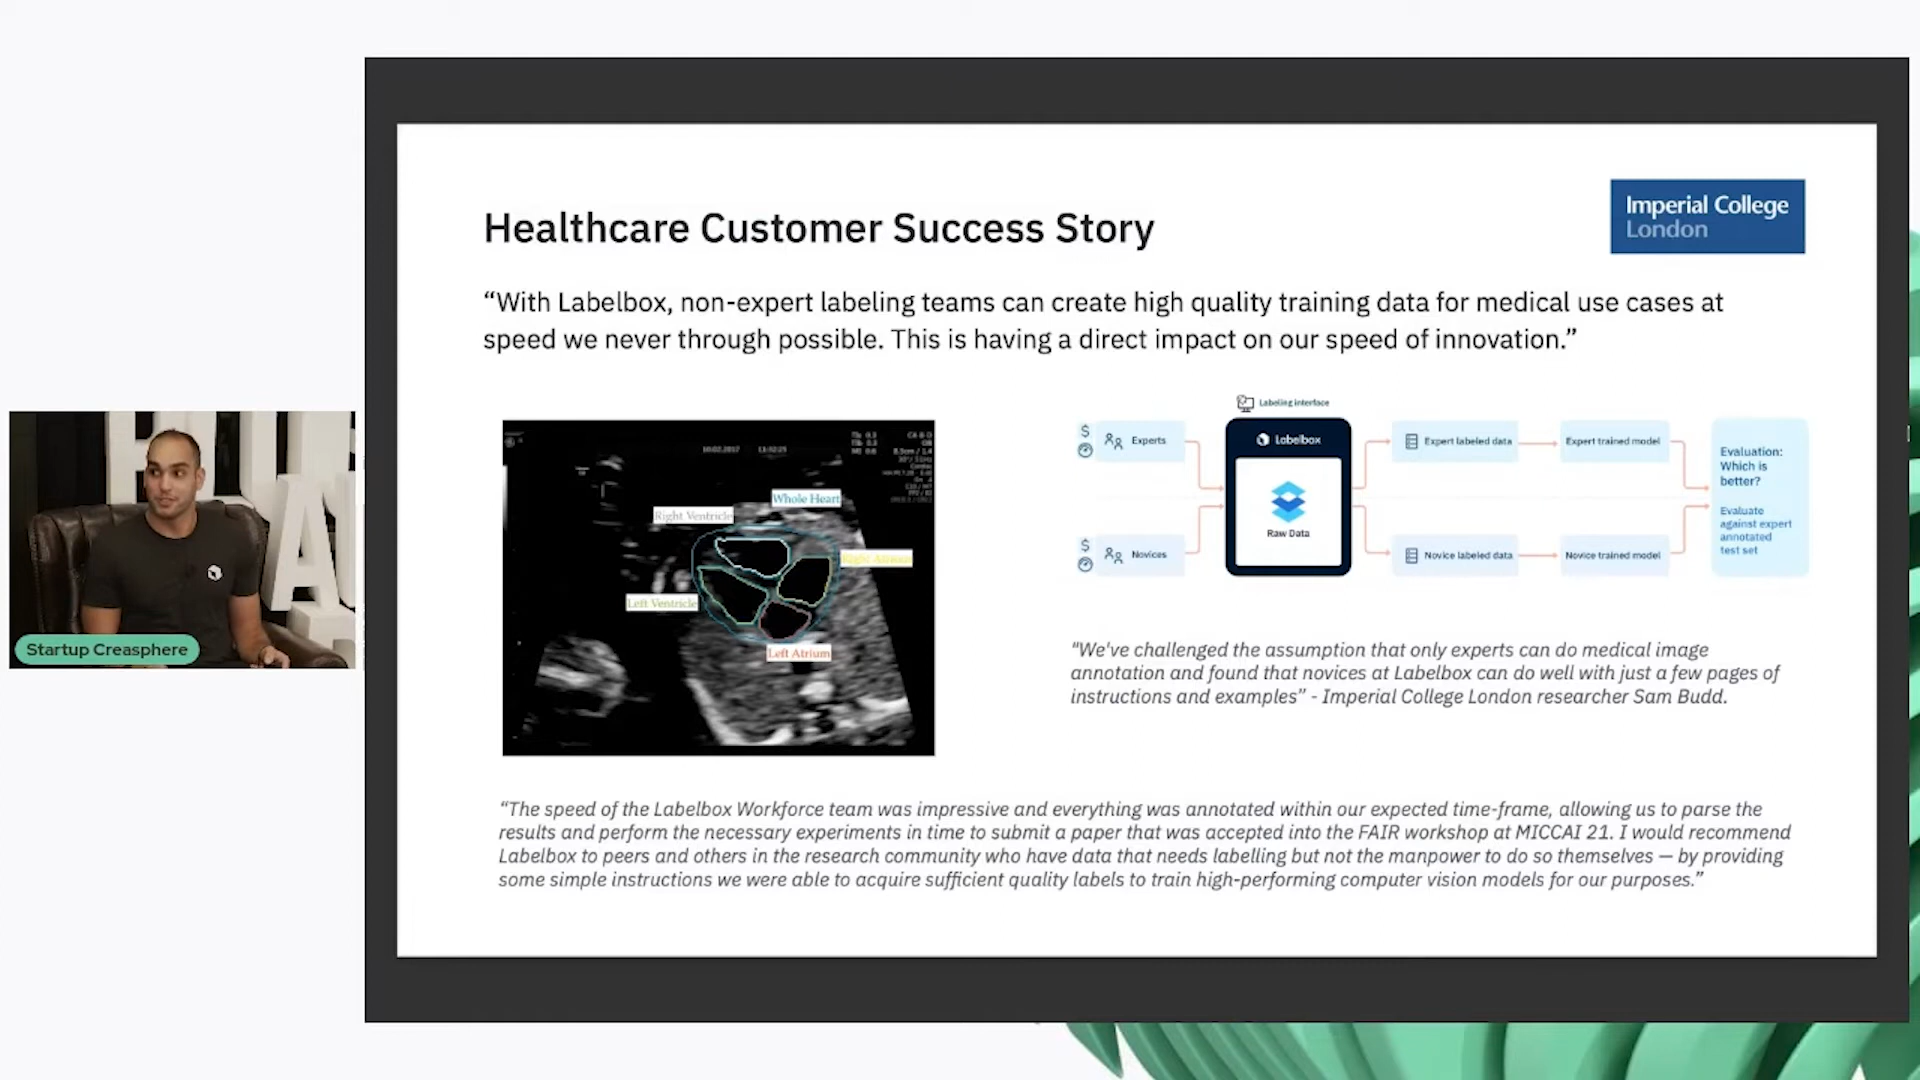 Imperial College
London
Healthcare Customer Success Story
“With Labelbox, non-expert labeling teams can create high quality training data for medical use cases at
speed we never through possible. This is having a direct impact on our speed of innovation.”
Whole Heart
Right Ventricle
Right Atrium
Left Ventricle
Left Atrium
Labeling interface
Labelbox
Raw Data
$
Experts
$
Novices
Expert labeled data
Expert trained model
Novice labeled data
Novice trained model
Evaluation:
Which is
better?
Evaluate
against expert
annotated
test set
"We've challenged the assumption that only experts can do medical image
annotation and found that novices at Labelbox can do well with just a few pages of
instructions and examples” - Imperial College London researcher Sam Budd.
“The speed of the Labelbox Workforce team was impressive and everything was annotated within our expected time-frame, allowing us to parse the
results and perform the necessary experiments in time to submit a paper that was accepted into the FAIR workshop at MICCAI 21. I would recommend
Labelbox to peers and others in the research community who have data that needs labelling but not the manpower to do so themselves — by providing
some simple instructions we were able to acquire sufficient quality labels to train high-performing computer vision models for our purposes.”
Startup Creasphere